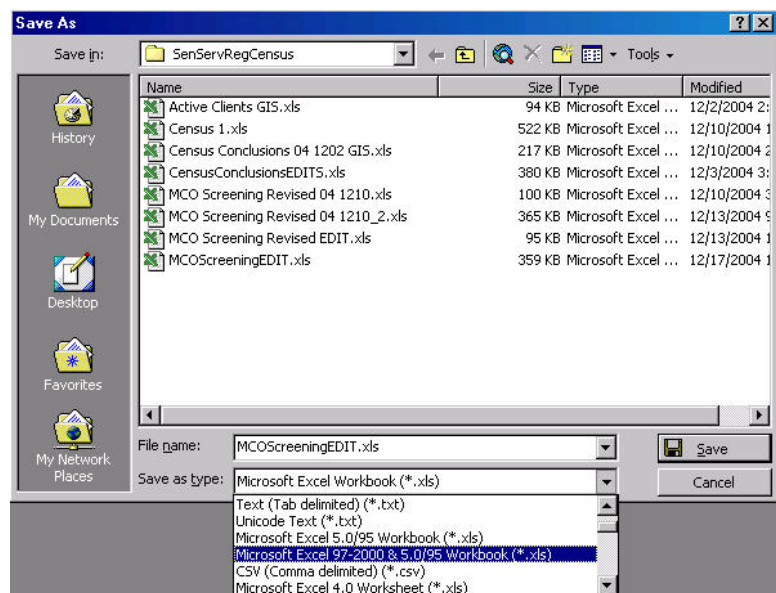 Save As
Save in: SenServRegCensus Tools
Name Size Type Modified
Active Clients GIS.xls 94 KB Microsoft Excel ... 12/2/2004 2:
Census 1.xls 522 KB Microsoft Excel ... 12/10/2004 1
Census Conclusions 04 1202 GIS.xls 217 KB Microsoft Excel ... 12/10/2004 2
CensusConclusionsEDITS.xls 380 KB Microsoft Excel ... 12/3/2004 3:
MCO Screening Revised 04 1210.xls 100 KB Microsoft Excel ... 12/10/2004 3
MCO Screening Revised 04 1210_2.xls 365 KB Microsoft Excel ... 12/13/2004 9
MCO Screening Revised EDIT.xls 95 KB Microsoft Excel ... 12/13/2004 1
MCOScreeningEDIT.xls 359 KB Microsoft Excel ... 12/17/2004 1
History
My Documents
Desktop
Favorites
My Network
Places
File name: MCOScreeningEDIT.xls Save
Save as type: Microsoft Excel Workbook (*.xls) Cancel
Text (Tab delimited) (*.txt)
Unicode Text (*.txt)
Microsoft Excel 5.0/95 Workbook (*.xls)
Microsoft Excel 97-2000 & 5.0/95 Workbook (*.xls)
CSV (Comma delimited) (*.csv)
Microsoft Excel 4.0 Worksheet (*.xls)